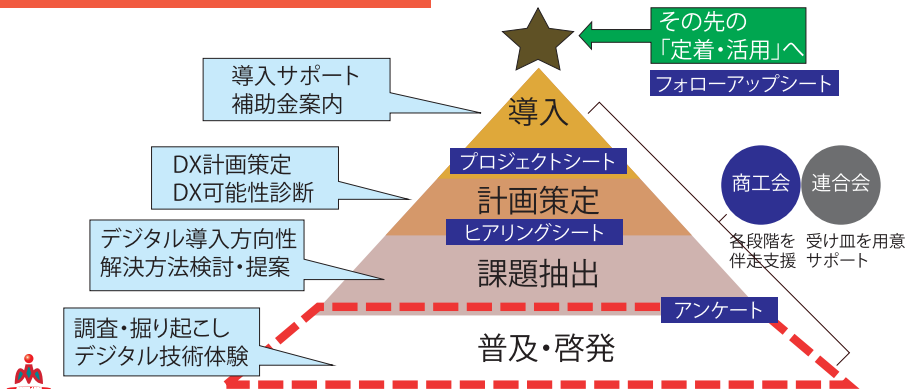 その先の
「定着・活用」へ
フォローアップシート
導入サポート
補助金案内
導入
プロジェクトシート
DX計画策定
DX可能性診断
計画策定
ヒアリングシート
商工会
連合会
各段階を
伴走支援
受け皿を用意
サポート
デジタル導入方向性
解決方法検討・提案
課題抽出
アンケート
調査・掘り起こし
デジタル技術体験
普及・啓発